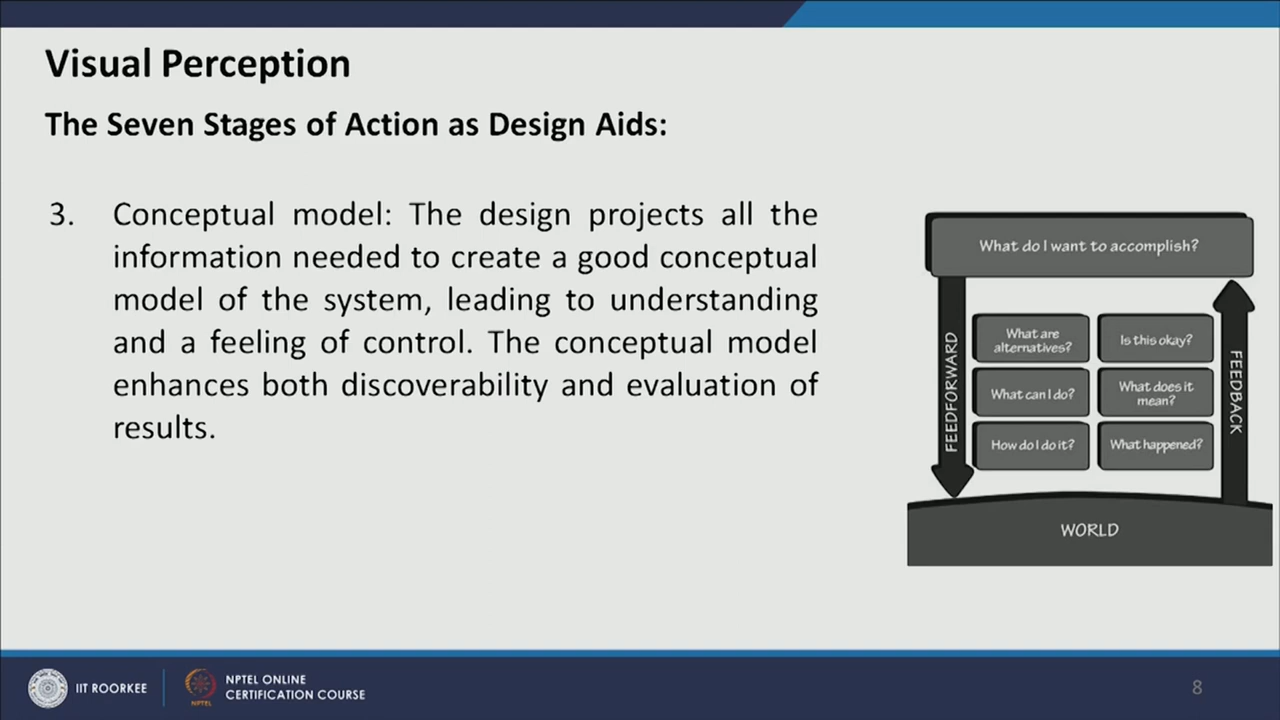 Visual Perception
The Seven Stages of Action as Design Aids:
3. Conceptual model: The design projects all the
information needed to create a good conceptual
model of the system, leading to understanding
and a feeling of control. The conceptual model
enhances both discoverability and evaluation of
results.
What do I want to accomplish?
FEEDFORWARD
What are
alternatives?
Is this okay?
What can I do?
What does it
mean?
How do I do it?
What happened?
FEEDBACK
WORLD
IIT ROORKEE
NPTEL
NPTEL ONLINE
CERTIFICATION COURSE
8